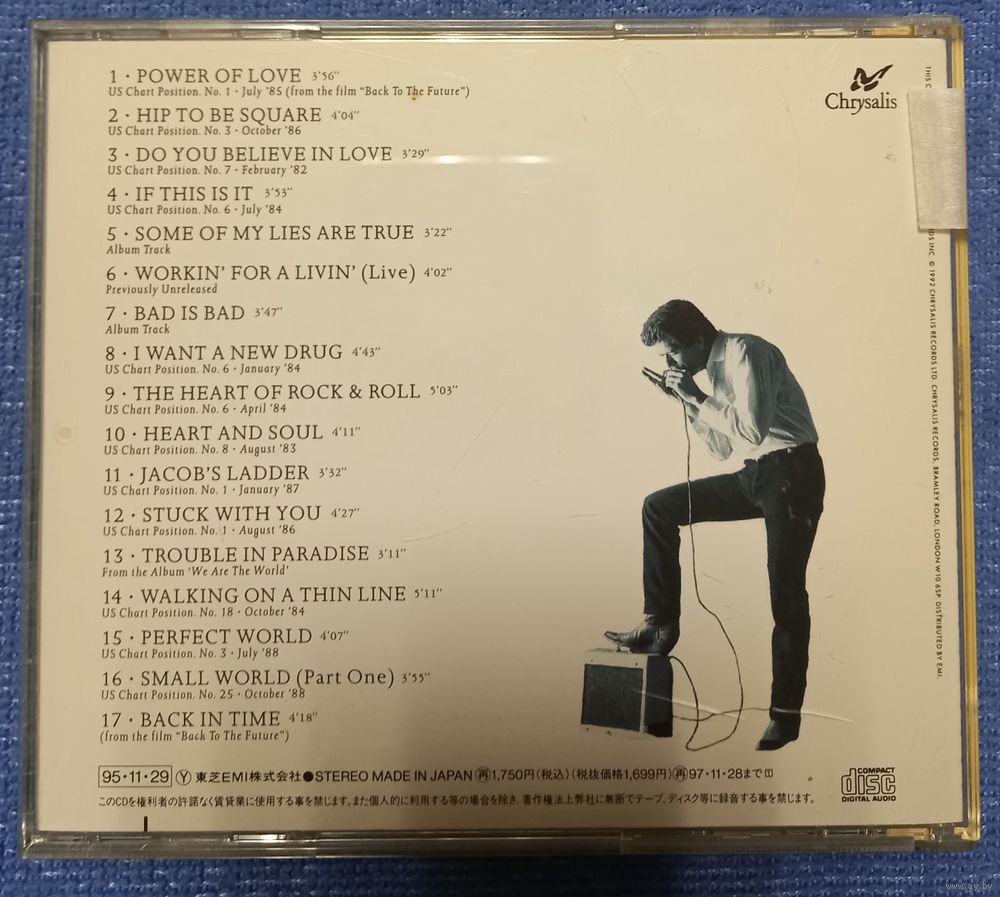 1 · POWER OF LOVE 3'56"
US Chart Position. No. 1 · July '85 (from the film "Back To The Future")
2 · HIP TO BE SQUARE 4'04"
US Chart Position. No. 3 · October '86
3 · DO YOU BELIEVE IN LOVE 3'29"
US Chart Position. No. 7 · February '82
4 · IF THIS IS IT 3'53"
US Chart Position. No. 6 · July '84
5 · SOME OF MY LIES ARE TRUE 3'22"
Album Track
6 · WORKIN' FOR A LIVIN' (Live) 4'02"
Previously Unreleased
7 · BAD IS BAD 3'47"
Album Track
8 · I WANT A NEW DRUG 4'43"
US Chart Position. No. 6 · January '84
9 · THE HEART OF ROCK & ROLL 5'03"
US Chart Position. No. 6 · April '84
10 · HEART AND SOUL 4'11"
US Chart Position. No. 8 · August '83
11 · JACOB'S LADDER 3'32"
US Chart Position. No. 1 · January '87
12 · STUCK WITH YOU 4'27"
US Chart Position. No. 1 · August '86
13 · TROUBLE IN PARADISE 3'11"
From the Album 'We Are The World'
14 · WALKING ON A THIN LINE 5'11"
US Chart Position. No. 18 · October '84
15 · PERFECT WORLD 4'07"
US Chart Position. No. 3 · July '88
16 · SMALL WORLD (Part One) 3'55"
US Chart Position. No. 25 · October '88
17 · BACK IN TIME 4'18"
(from the film "Back To The Future")
Chrysalis
THIS
INC. © 1992 CHRYSALIS RECORDS LTD. CHRYSALIS RECORDS, BRAMLEY ROAD, LONDON W10 6SP. DISTRIBUTED BY EMI.
95·11·29 Ⓨ 東芝EMI株式会社●STEREO MADE IN JAPAN ㊢1,750円(税込)(税抜価格1,699円)㊢97·11·28まで
このCDを権利者の許諾なく賃貸業に使用する事を禁じます。また個人的に利用する等の場合を除き、著作権法上弊社に無断でテープ、ディスク等に録音する事を禁じます。
COMPACT
disc
DIGITAL AUDIO
www.ay.by